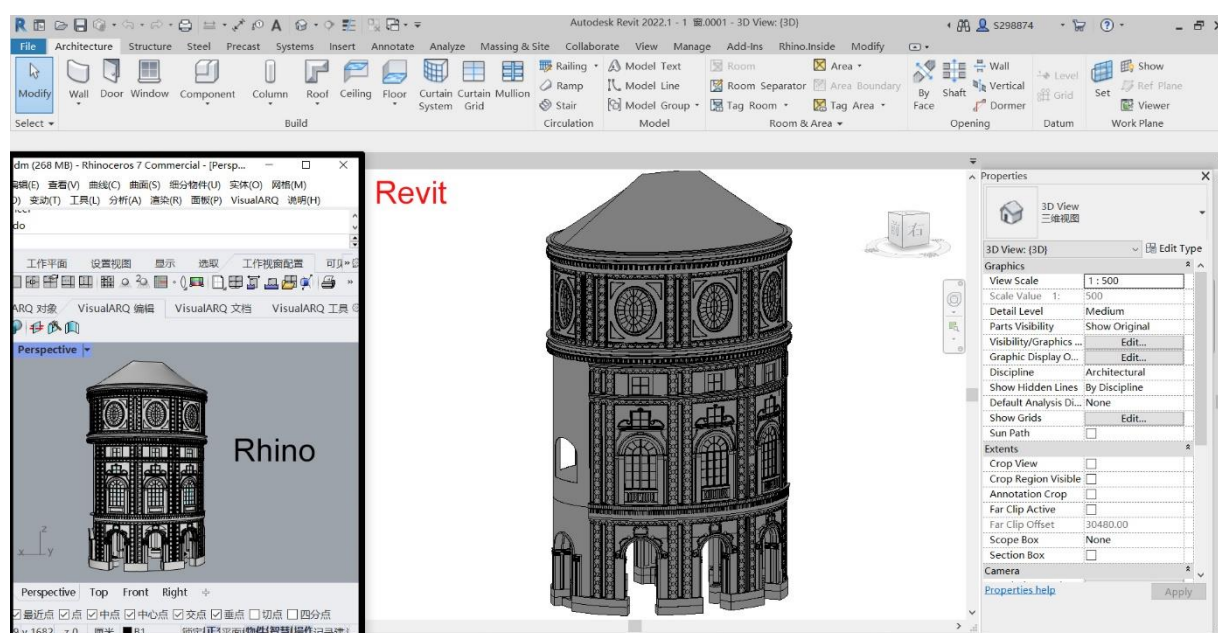 Autodesk Revit 2022.1 - 1 窗.0001 - 3D View: {3D}
S298874
File Architecture Structure Steel Precast Systems Insert Annotate Analyze Massing & Site Collaborate View Manage Add-Ins Rhino.Inside Modify
Modify Wall Door Window Component Column Roof Ceiling Floor Curtain System Curtain Grid Mullion
Railing
Ramp
Stair
Model Text
Model Line
Model Group
Room
Room Separator
Tag Room
Area
Area Boundary
Tag Area
By Face
Shaft
Wall
Vertical
Dormer
Level
Grid
Set
Show
Ref Plane
Viewer
Select Build Circulation Model Room & Area Opening Datum Work Plane
dm (268 MB) - Rhinoceros 7 Commercial - [Persp...
编辑(E) 查看(V) 曲线(C) 曲面(S) 细分物件(U) 实体(O) 网格(M)
变动(T) 工具(L) 分析(A) 渲染(R) 面板(P) VisualARQ 说明(H)
do
工作平面 设置视图 显示 选取 工作视窗配置
ARQ 对象 VisualARQ 编辑 VisualARQ 文档 VisualARQ 工具
Perspective
Rhino
z
x y
Perspective Top Front Right
最近点 点 中点 中心点 交点 垂点 切点 四分点
Revit
右
Properties
3D View
三维视图
3D View: {3D} Edit Type
Graphics
View Scale 1 : 500
Scale Value 1: 500
Detail Level Medium
Parts Visibility Show Original
Visibility/Graphics ... Edit...
Graphic Display O... Edit...
Discipline Architectural
Show Hidden Lines By Discipline
Default Analysis Di... None
Show Grids Edit...
Sun Path
Extents
Crop View
Crop Region Visible
Annotation Crop
Far Clip Active
Far Clip Offset 30480.00
Scope Box None
Section Box
Camera
Properties help Apply